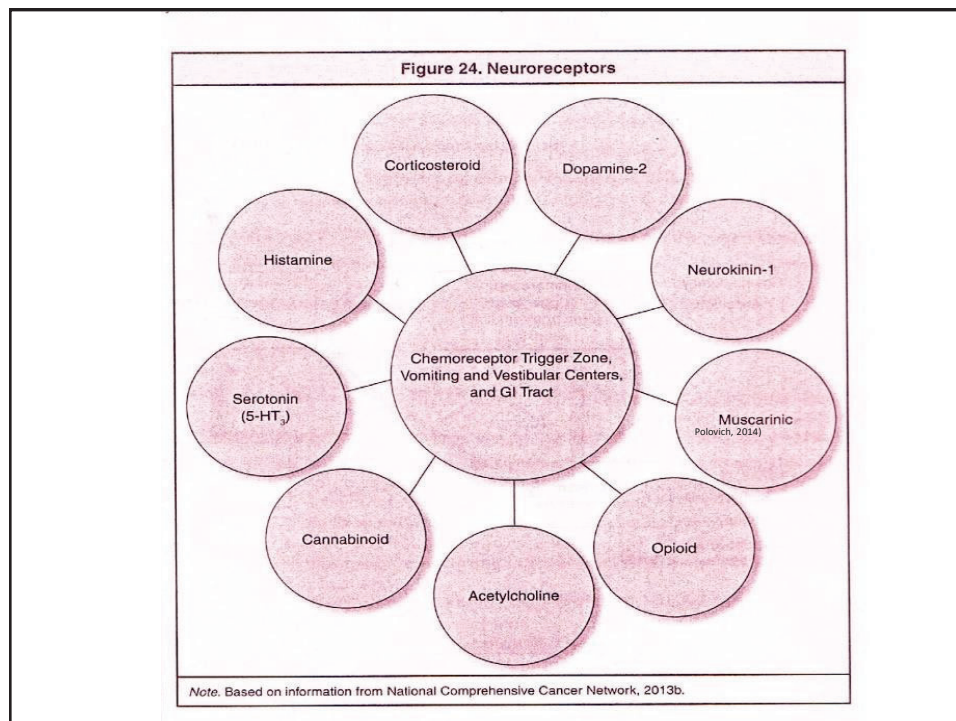 Figure 24. Neuroreceptors
Corticosteroid
Dopamine-2
Histamine
Neurokinin-1
Chemoreceptor Trigger Zone,
Vomiting and Vestibular Centers,
and GI Tract
Serotonin
(5-HT₃)
Muscarinic
Polovich, 2014)
Cannabinoid
Opioid
Acetylcholine
Note. Based on information from National Comprehensive Cancer Network, 2013b.